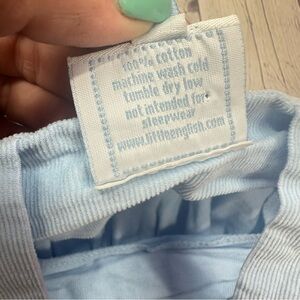 100% cotton
machine wash cold
tumble dry low
not intended for
sleepwear
www.littleenglish.com